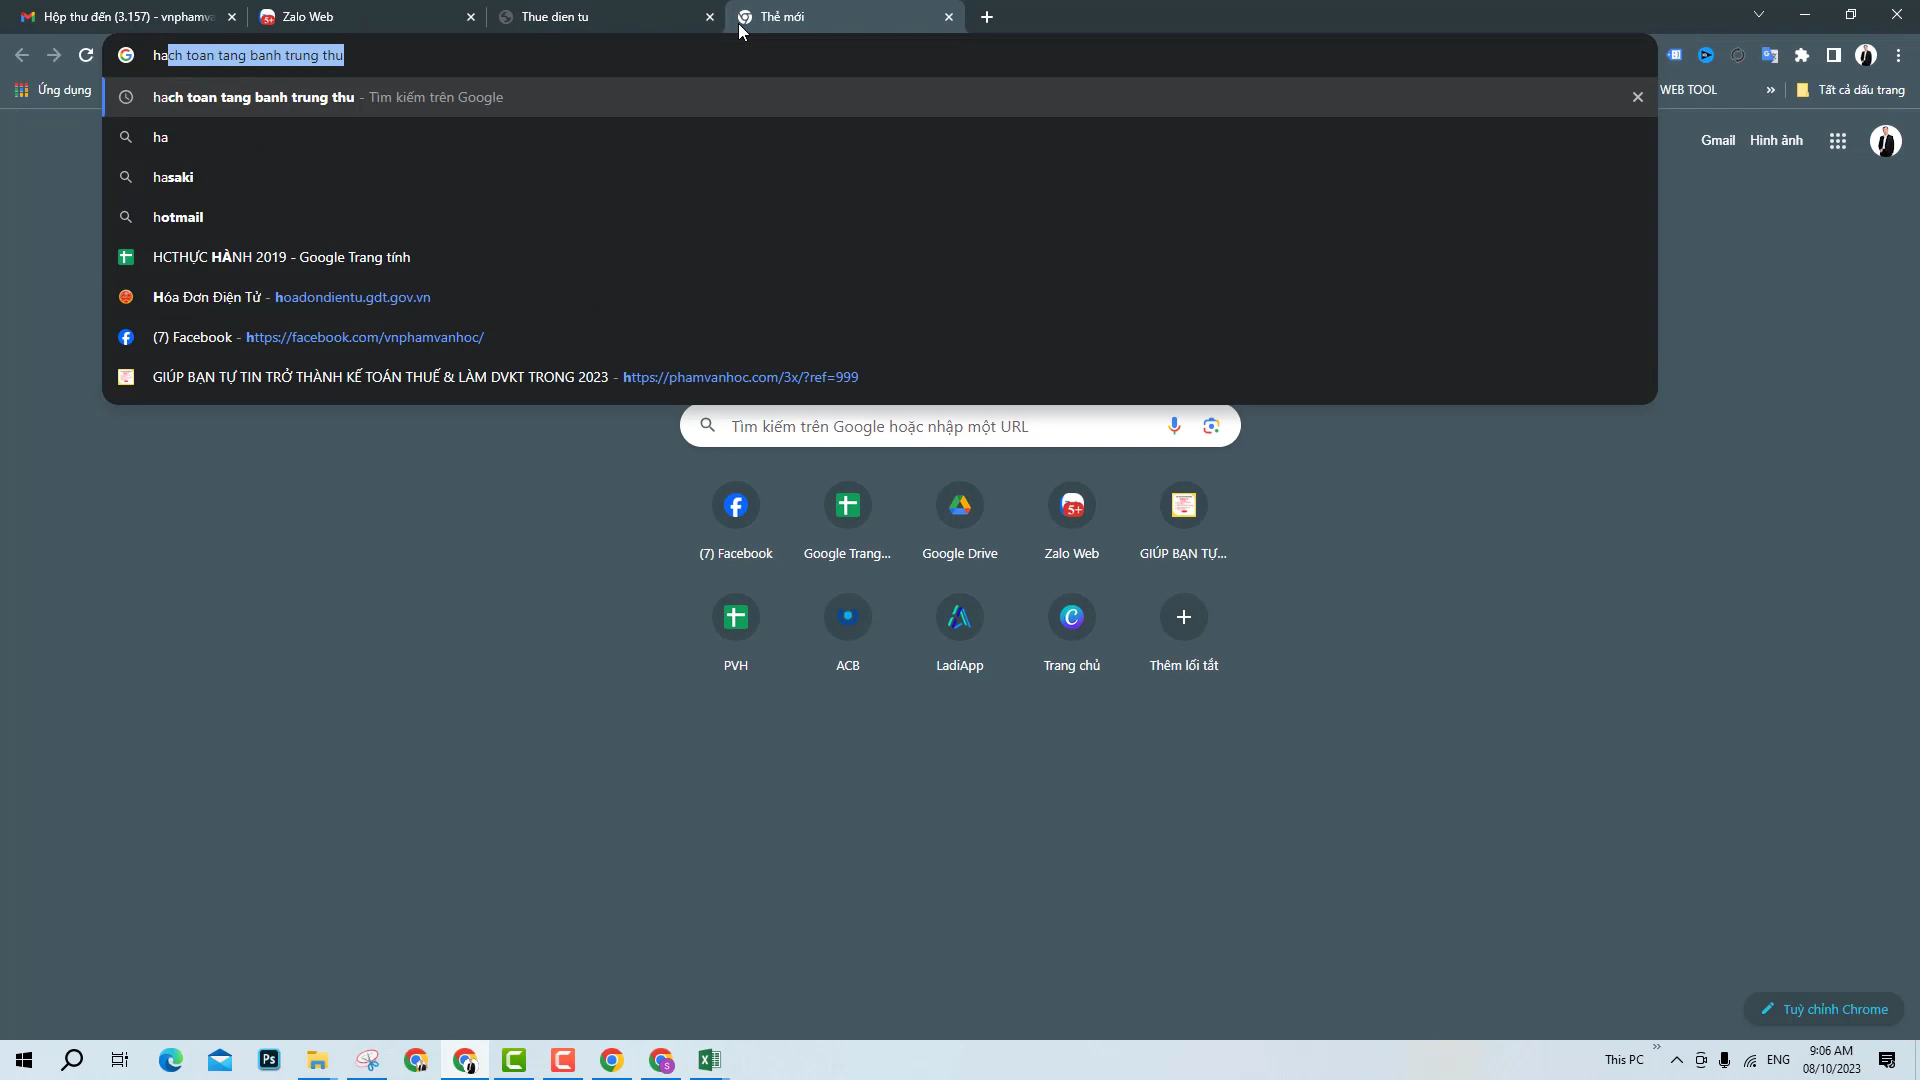 Hộp thư đến (3.157) - vnphamva
Zalo Web
Thue dien tu
Thẻ mới
hach toan tang banh trung thu
Ứng dụng
WEB TOOL
»
Tất cả dấu trang
hach toan tang banh trung thu - Tìm kiếm trên Google
ha
hasaki
hotmail
HCTHỰC HÀNH 2019 - Google Trang tính
Hóa Đơn Điện Tử - hoadondientu.gdt.gov.vn
(7) Facebook - https://facebook.com/vnphamvanhoc/
GIÚP BẠN TỰ TIN TRỞ THÀNH KẾ TOÁN THUẾ & LÀM DVKT TRONG 2023 - https://phamvanhoc.com/3x/?ref=999
Gmail
Hình ảnh
Tìm kiếm trên Google hoặc nhập một URL
(7) Facebook
Google Trang...
Google Drive
Zalo Web
GIÚP BẠN TỰ...
PVH
ACB
LadiApp
Trang chủ
Thêm lối tắt
Tuỳ chỉnh Chrome
This PC
»
ENG
9:06 AM
08/10/2023